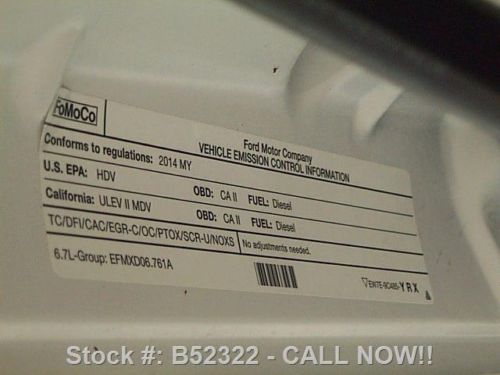 FoMoCo
Ford Motor Company
VEHICLE EMISSION CONTROL INFORMATION
Conforms to regulations: 2014 MY
U.S. EPA: HDV OBD: CA II FUEL: Diesel
California: ULEV II MDV OBD: CA II FUEL: Diesel
TC/DFI/CAC/EGR-C/OC/PTOX/SCR-U/NOXS No adjustments needed.
6.7L-Group: EFMXD06.761A
YRX
Stock #: B52322 - CALL NOW!!